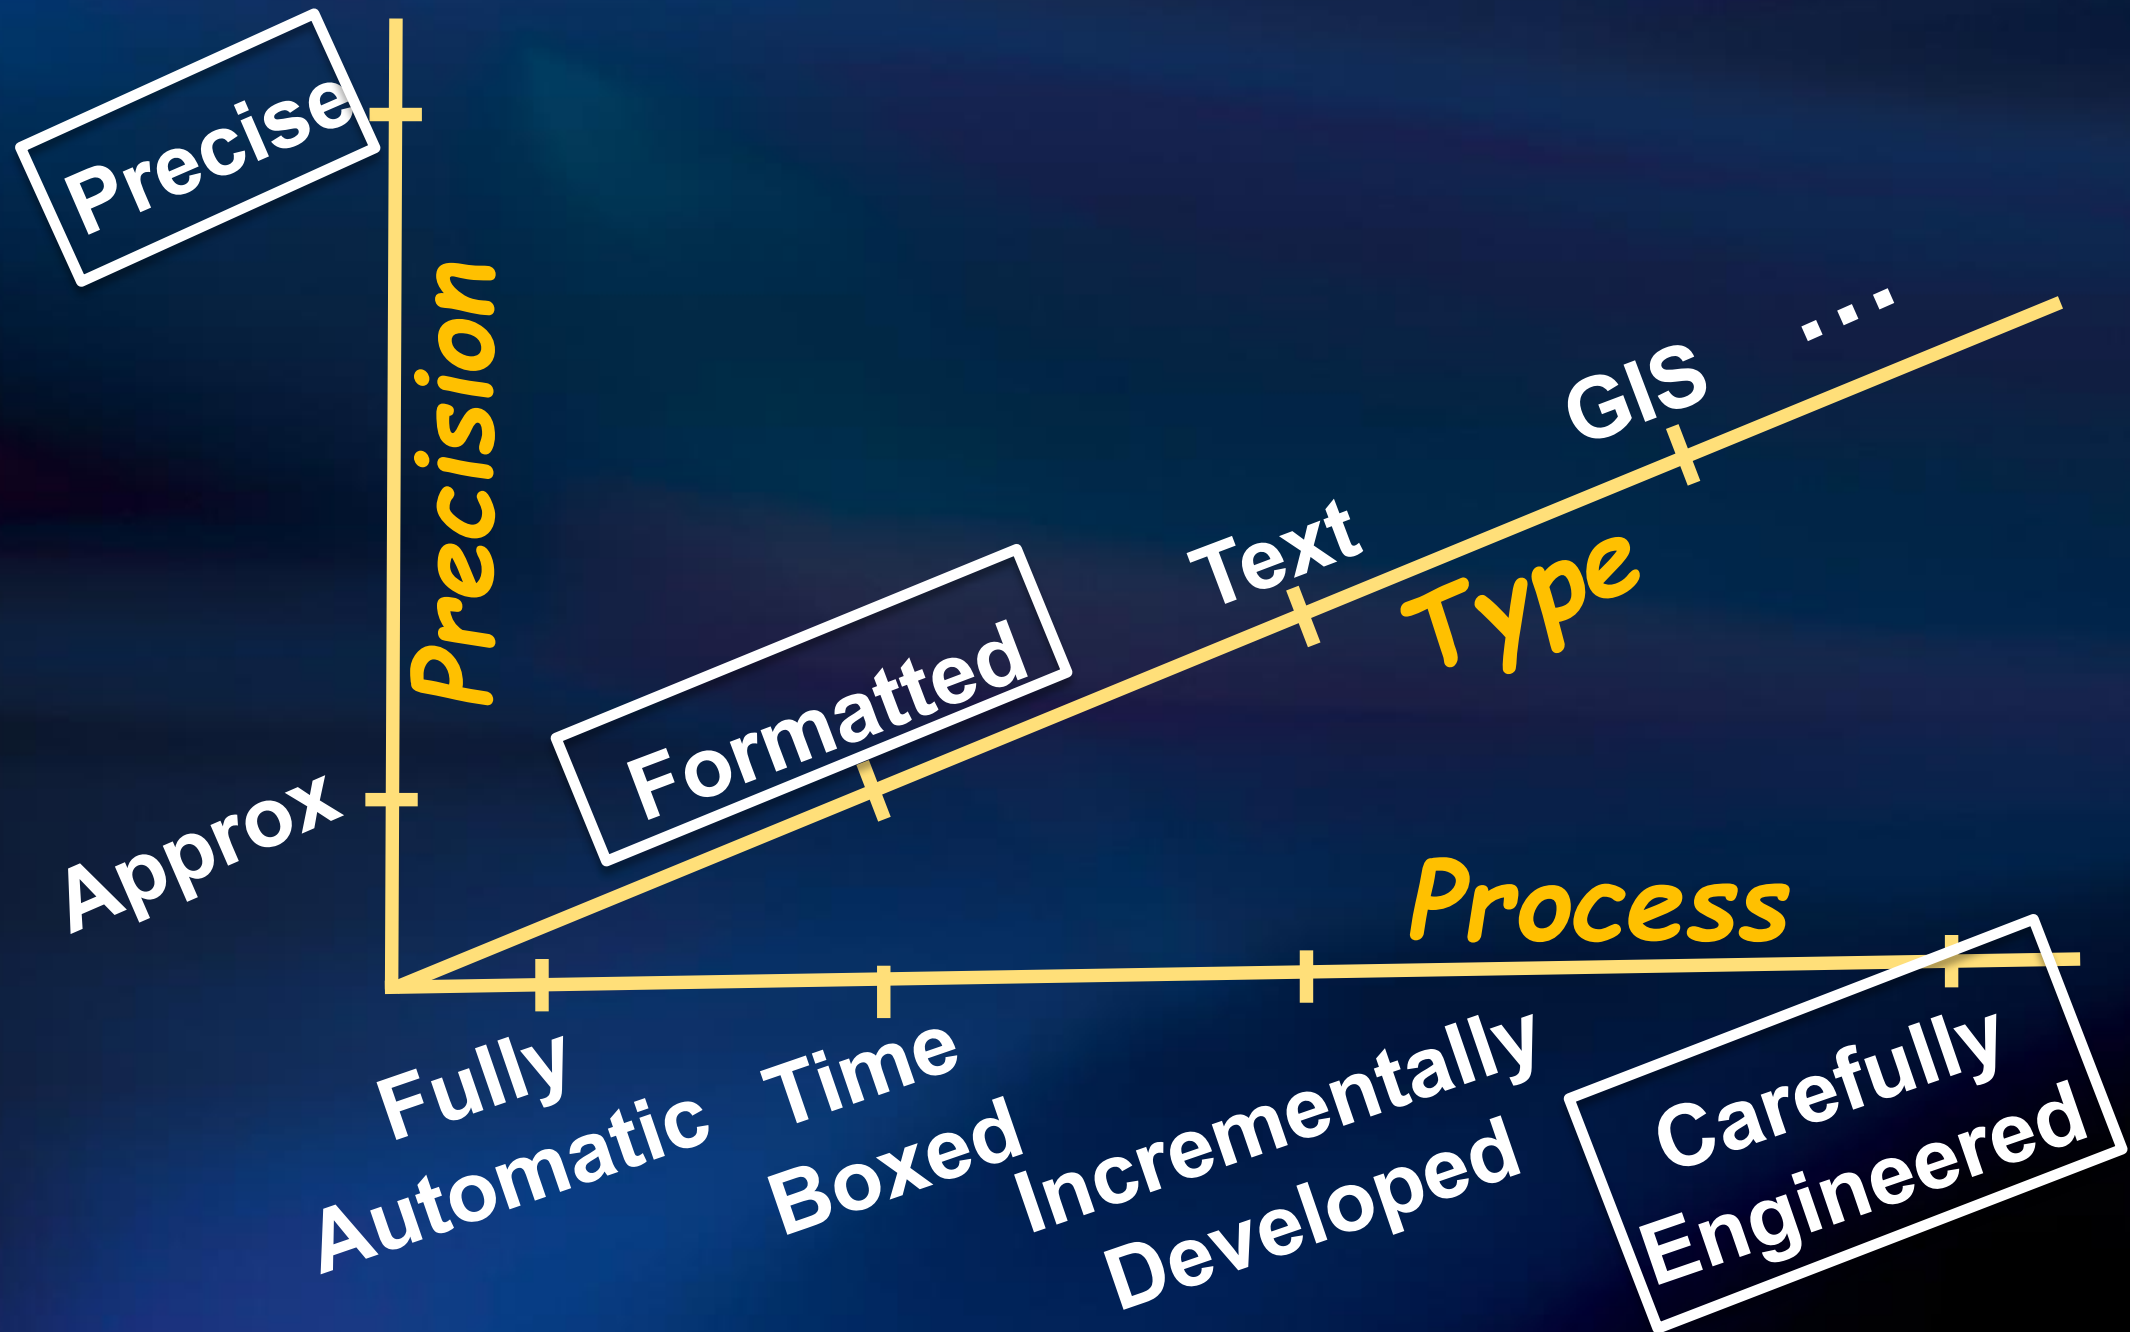 Precise
Precision
GIS ...
Text
Type
Formatted
Approx
Process
Fully
Automatic
Time
Boxed
Incrementally
Developed
Carefully
Engineered